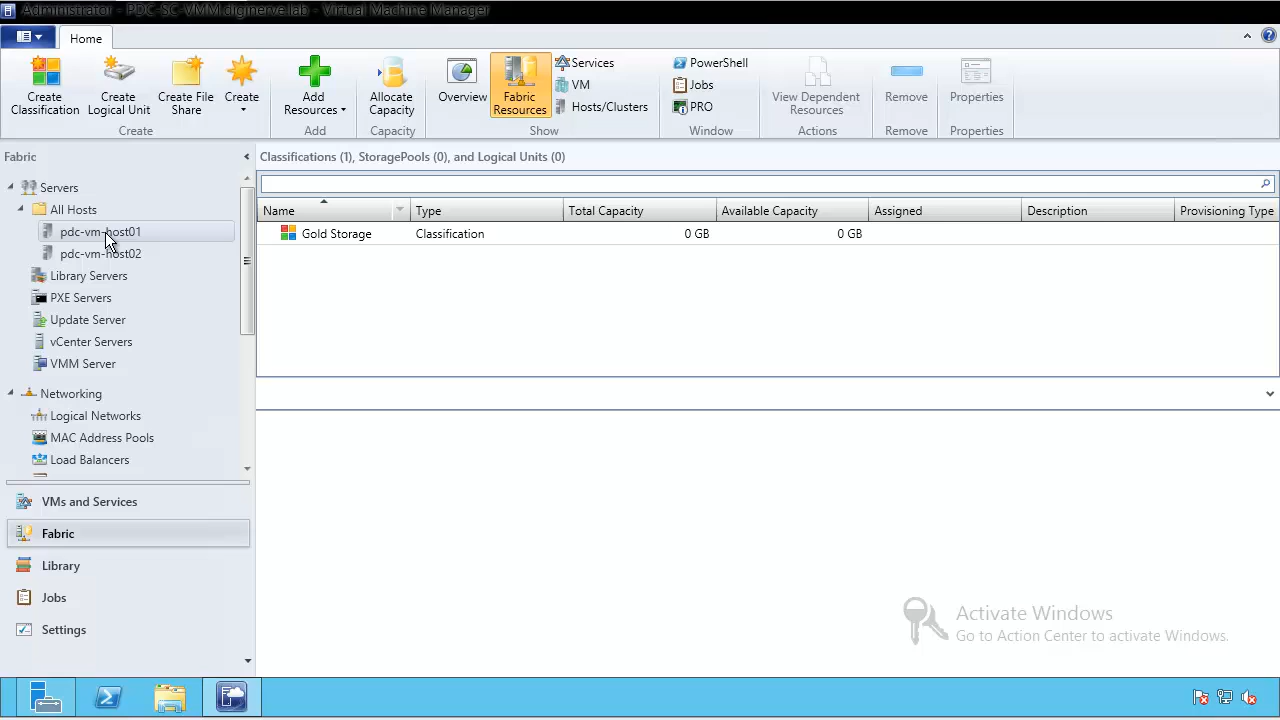 Administrator - PDC-SC-VMM.diginerve.lab - Virtual Machine Manager
Home
Create Classification
Create Logical Unit
Create File Share
Create
Create
Add Resources
Add
Allocate Capacity
Capacity
Overview
Fabric Resources
Services
VM
Hosts/Clusters
Show
PowerShell
Jobs
PRO
Window
View Dependent Resources
Actions
Remove
Remove
Properties
Properties
Fabric
Servers
All Hosts
pdc-vm-host01
pdc-vm-host02
Library Servers
PXE Servers
Update Server
vCenter Servers
VMM Server
Networking
Logical Networks
MAC Address Pools
Load Balancers
VMs and Services
Fabric
Library
Jobs
Settings
Classifications (1), StoragePools (0), and Logical Units (0)
Name Type Total Capacity Available Capacity Assigned Description Provisioning Type
Gold Storage Classification 0 GB 0 GB
Activate Windows
Go to Action Center to activate Windows.